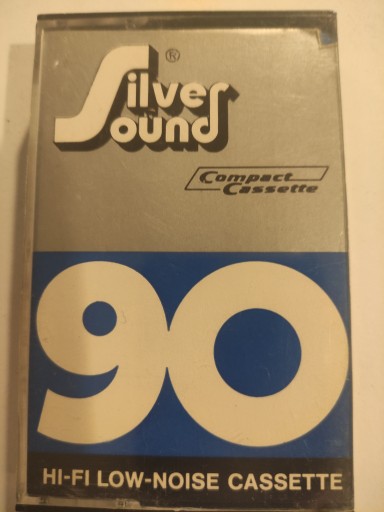 Silver ®
Sound
Compact
Cassette
90
HI-FI LOW-NOISE CASSETTE